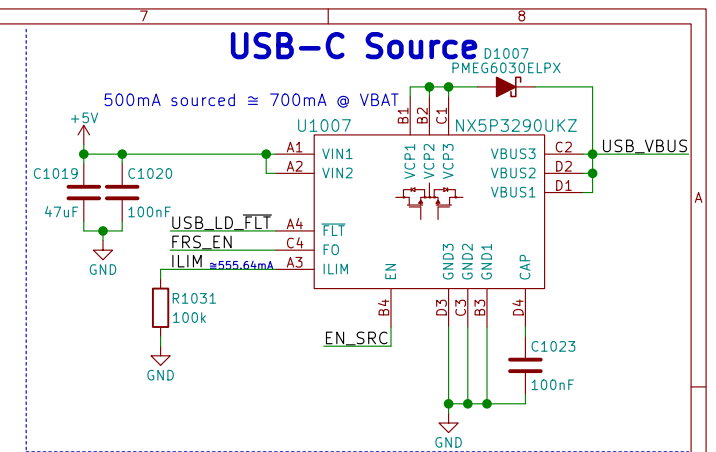 7
8
USB-C Source
D1007
PMEG6030ELPX
500mA sourced ≅ 700mA @ VBAT
+5V
B1
B2
C1
U1007
NX5P3290UKZ
A1
VIN1
VCP1
VCP2
VCP3
VBUS3
C2
USB_VBUS
C1019
C1020
A2
VIN2
VBUS2
D2
VBUS1
D1
A
47uF
100nF
USB_LD_F̅L̅T̅
A4
F̅L̅T̅
FRS_EN
C4
FO
GND
ILIM
≅555.64mA
A3
ILIM
EN
GND3
GND2
GND1
CAP
R1031
100k
B4
D3
C3
B3
D4
EN_SRC
C1023
GND
100nF
GND